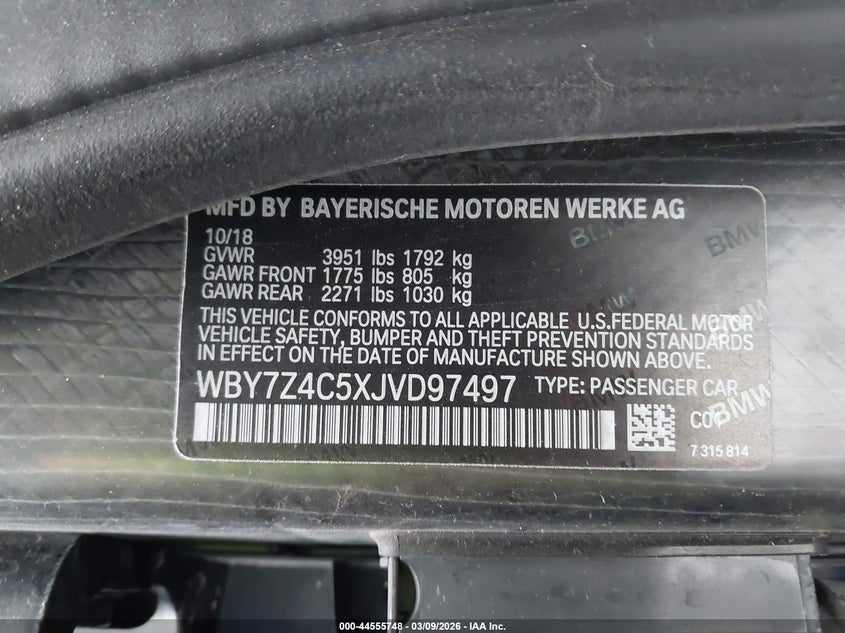 MFD BY BAYERISCHE MOTOREN WERKE AG
10/18
GVWR 3951 lbs 1792 kg
GAWR FRONT 1775 lbs 805 kg
GAWR REAR 2271 lbs 1030 kg
THIS VEHICLE CONFORMS TO ALL APPLICABLE U.S.FEDERAL MOTOR
VEHICLE SAFETY, BUMPER AND THEFT PREVENTION STANDARDS
IN EFFECT ON THE DATE OF MANUFACTURE SHOWN ABOVE.
WBY7Z4C5XJVD97497 TYPE: PASSENGER CAR
BMW
BMW
7 315 814
000-44555748 - 03/09/2026 - IAA Inc.